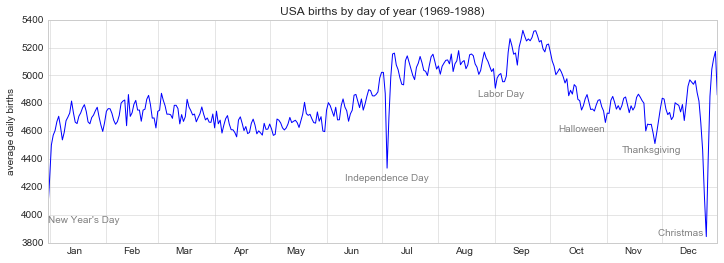 USA births by day of year (1969-1988)
average daily births
5400
5200
5000
4800
4600
4400
4200
4000
3800
Labor Day
Halloween
Thanksgiving
Independence Day
New Year's Day
Christmas
Jan Feb Mar Apr May Jun Jul Aug Sep Oct Nov Dec